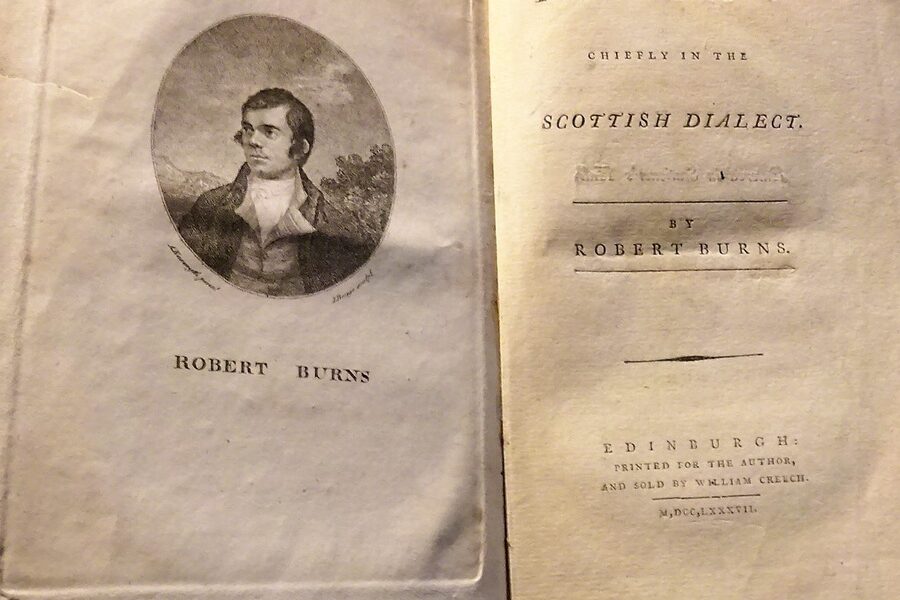 ROBERT BURNS
CHIEFLY IN THE
SCOTTISH DIALECT.
BY
ROBERT BURNS.
EDINBURGH:
PRINTED FOR THE AUTHOR,
AND SOLD BY WILLIAM CREECH.
M,DCC,LXXXVII.